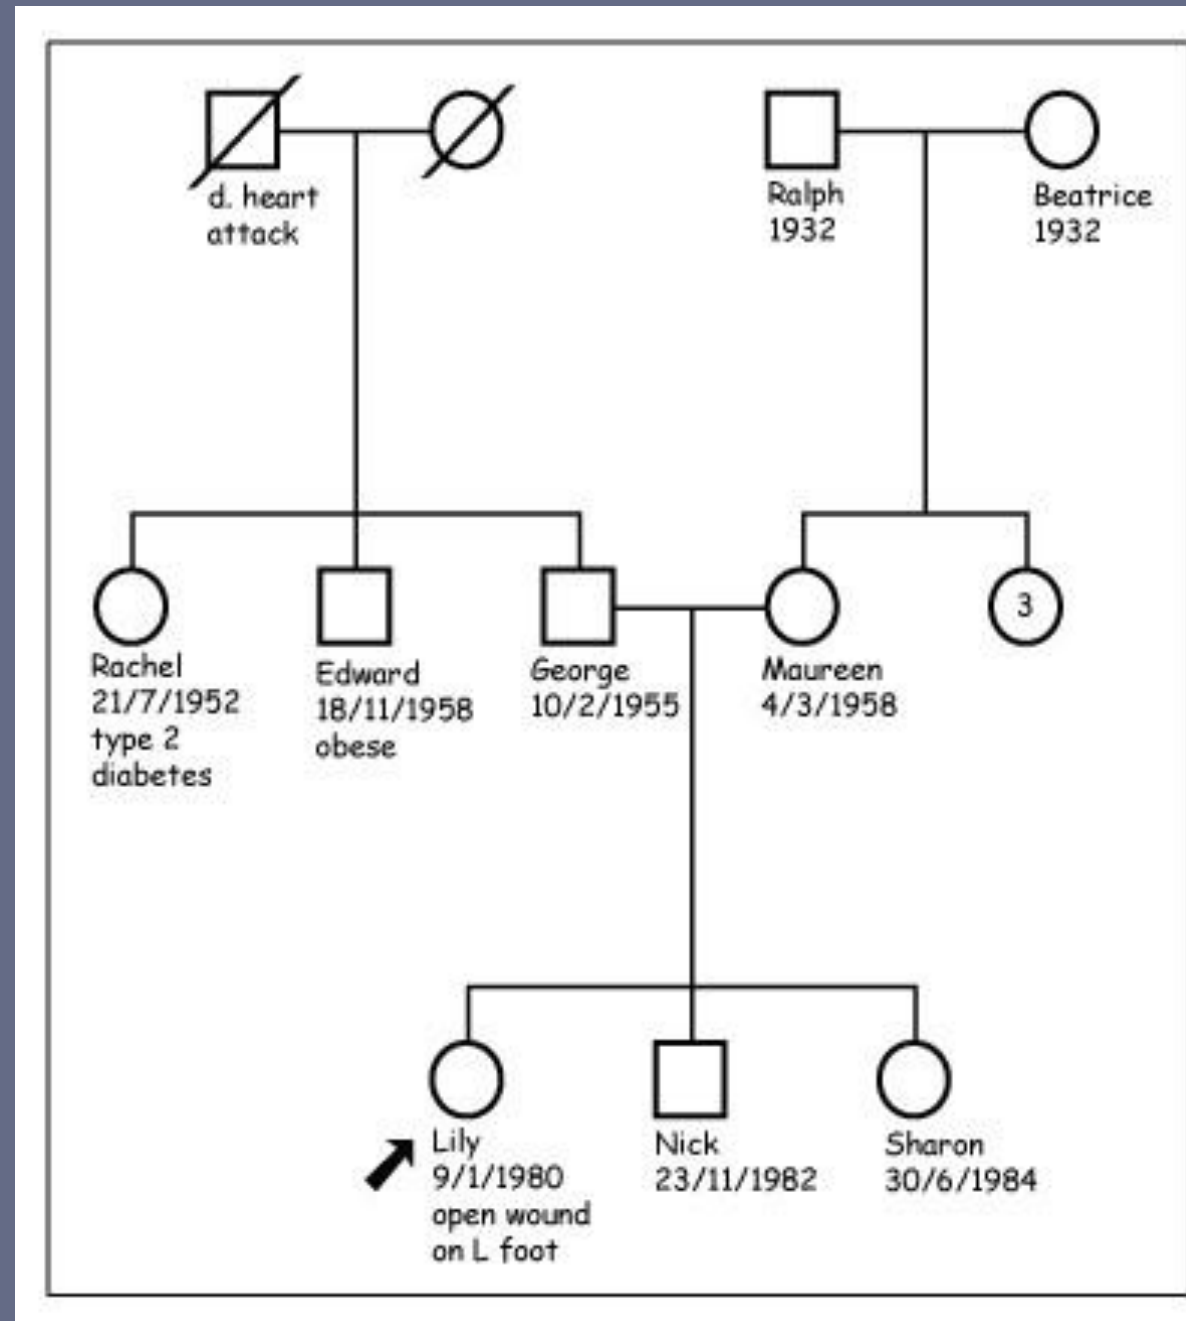 d. heart
attack
Ralph
1932
Beatrice
1932
3
Rachel
21/7/1952
type 2
diabetes
Edward
18/11/1958
obese
George
10/2/1955
Maureen
4/3/1958
Lily
9/1/1980
open wound
on L foot
Nick
23/11/1982
Sharon
30/6/1984